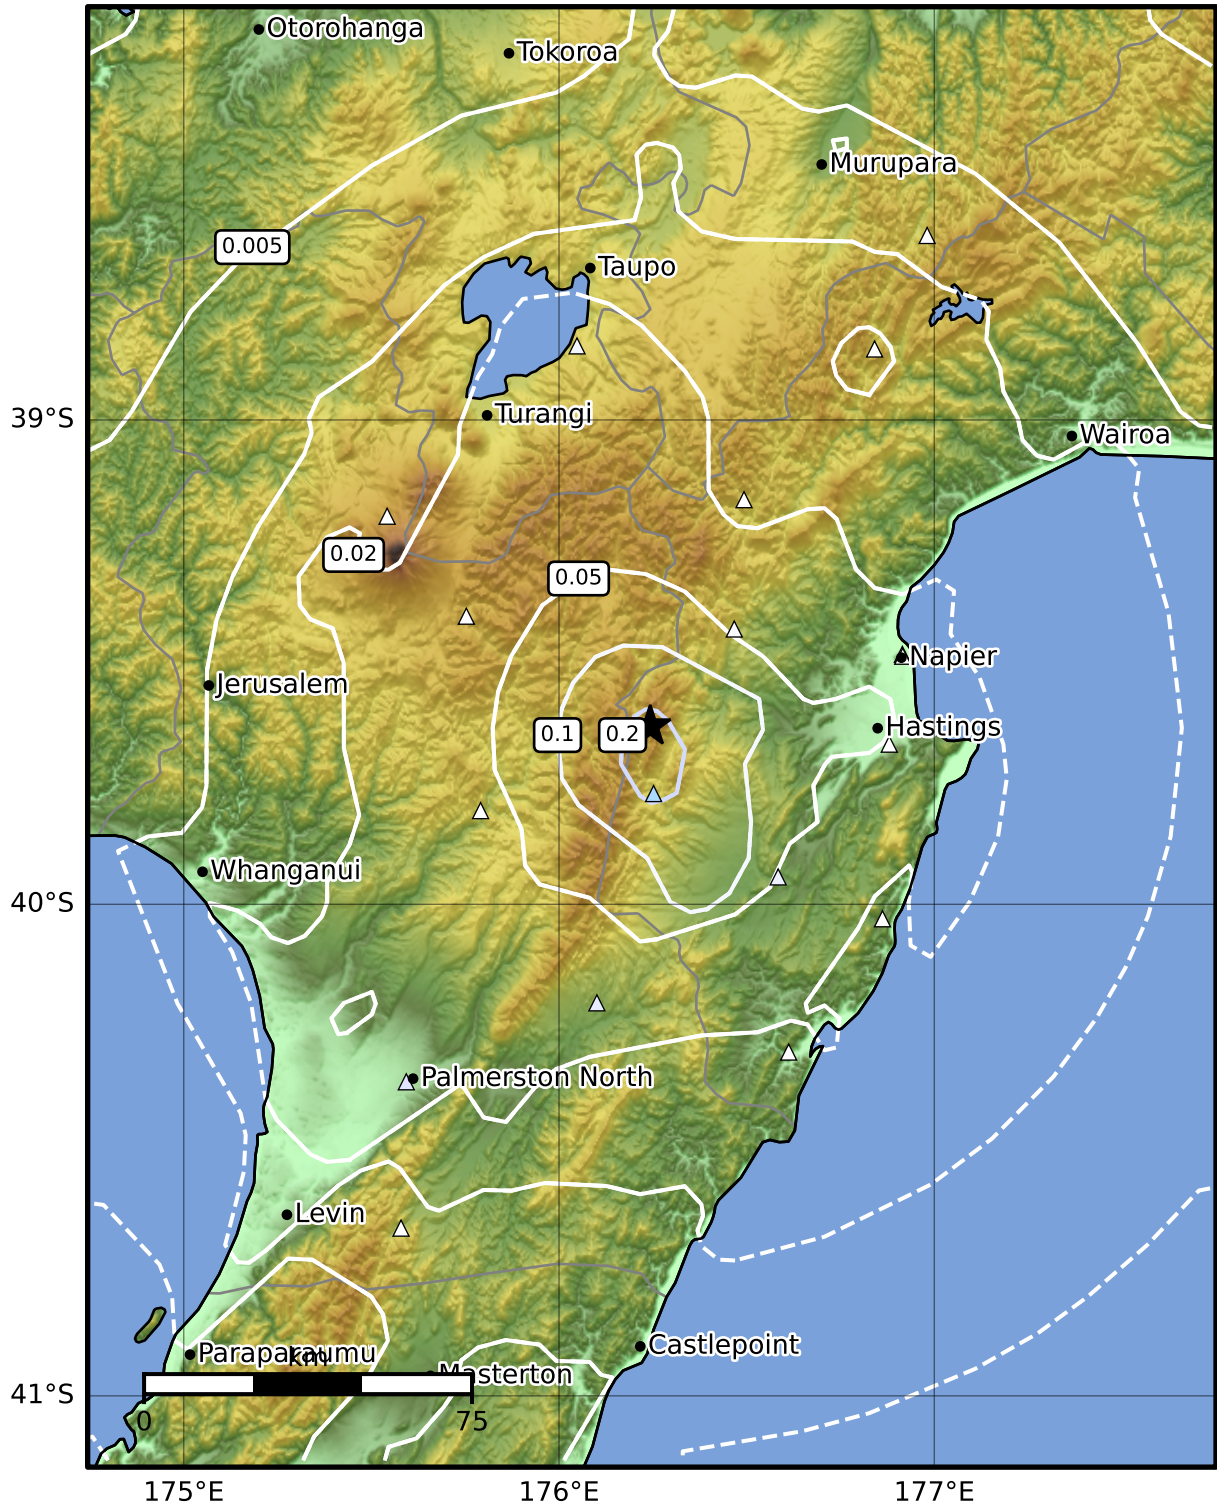 Otorohanga
Tokoroa
Murupara
0.005
Taupo
Turangi
39°S
Wairoa
0.02
0.05
Napier
Jerusalem
Hastings
0.1
0.2
Whanganui
40°S
Palmerston North
Levin
Castlepoint
Paraparaumu
km
Masterton
41°S
0
75
175°E
176°E
177°E